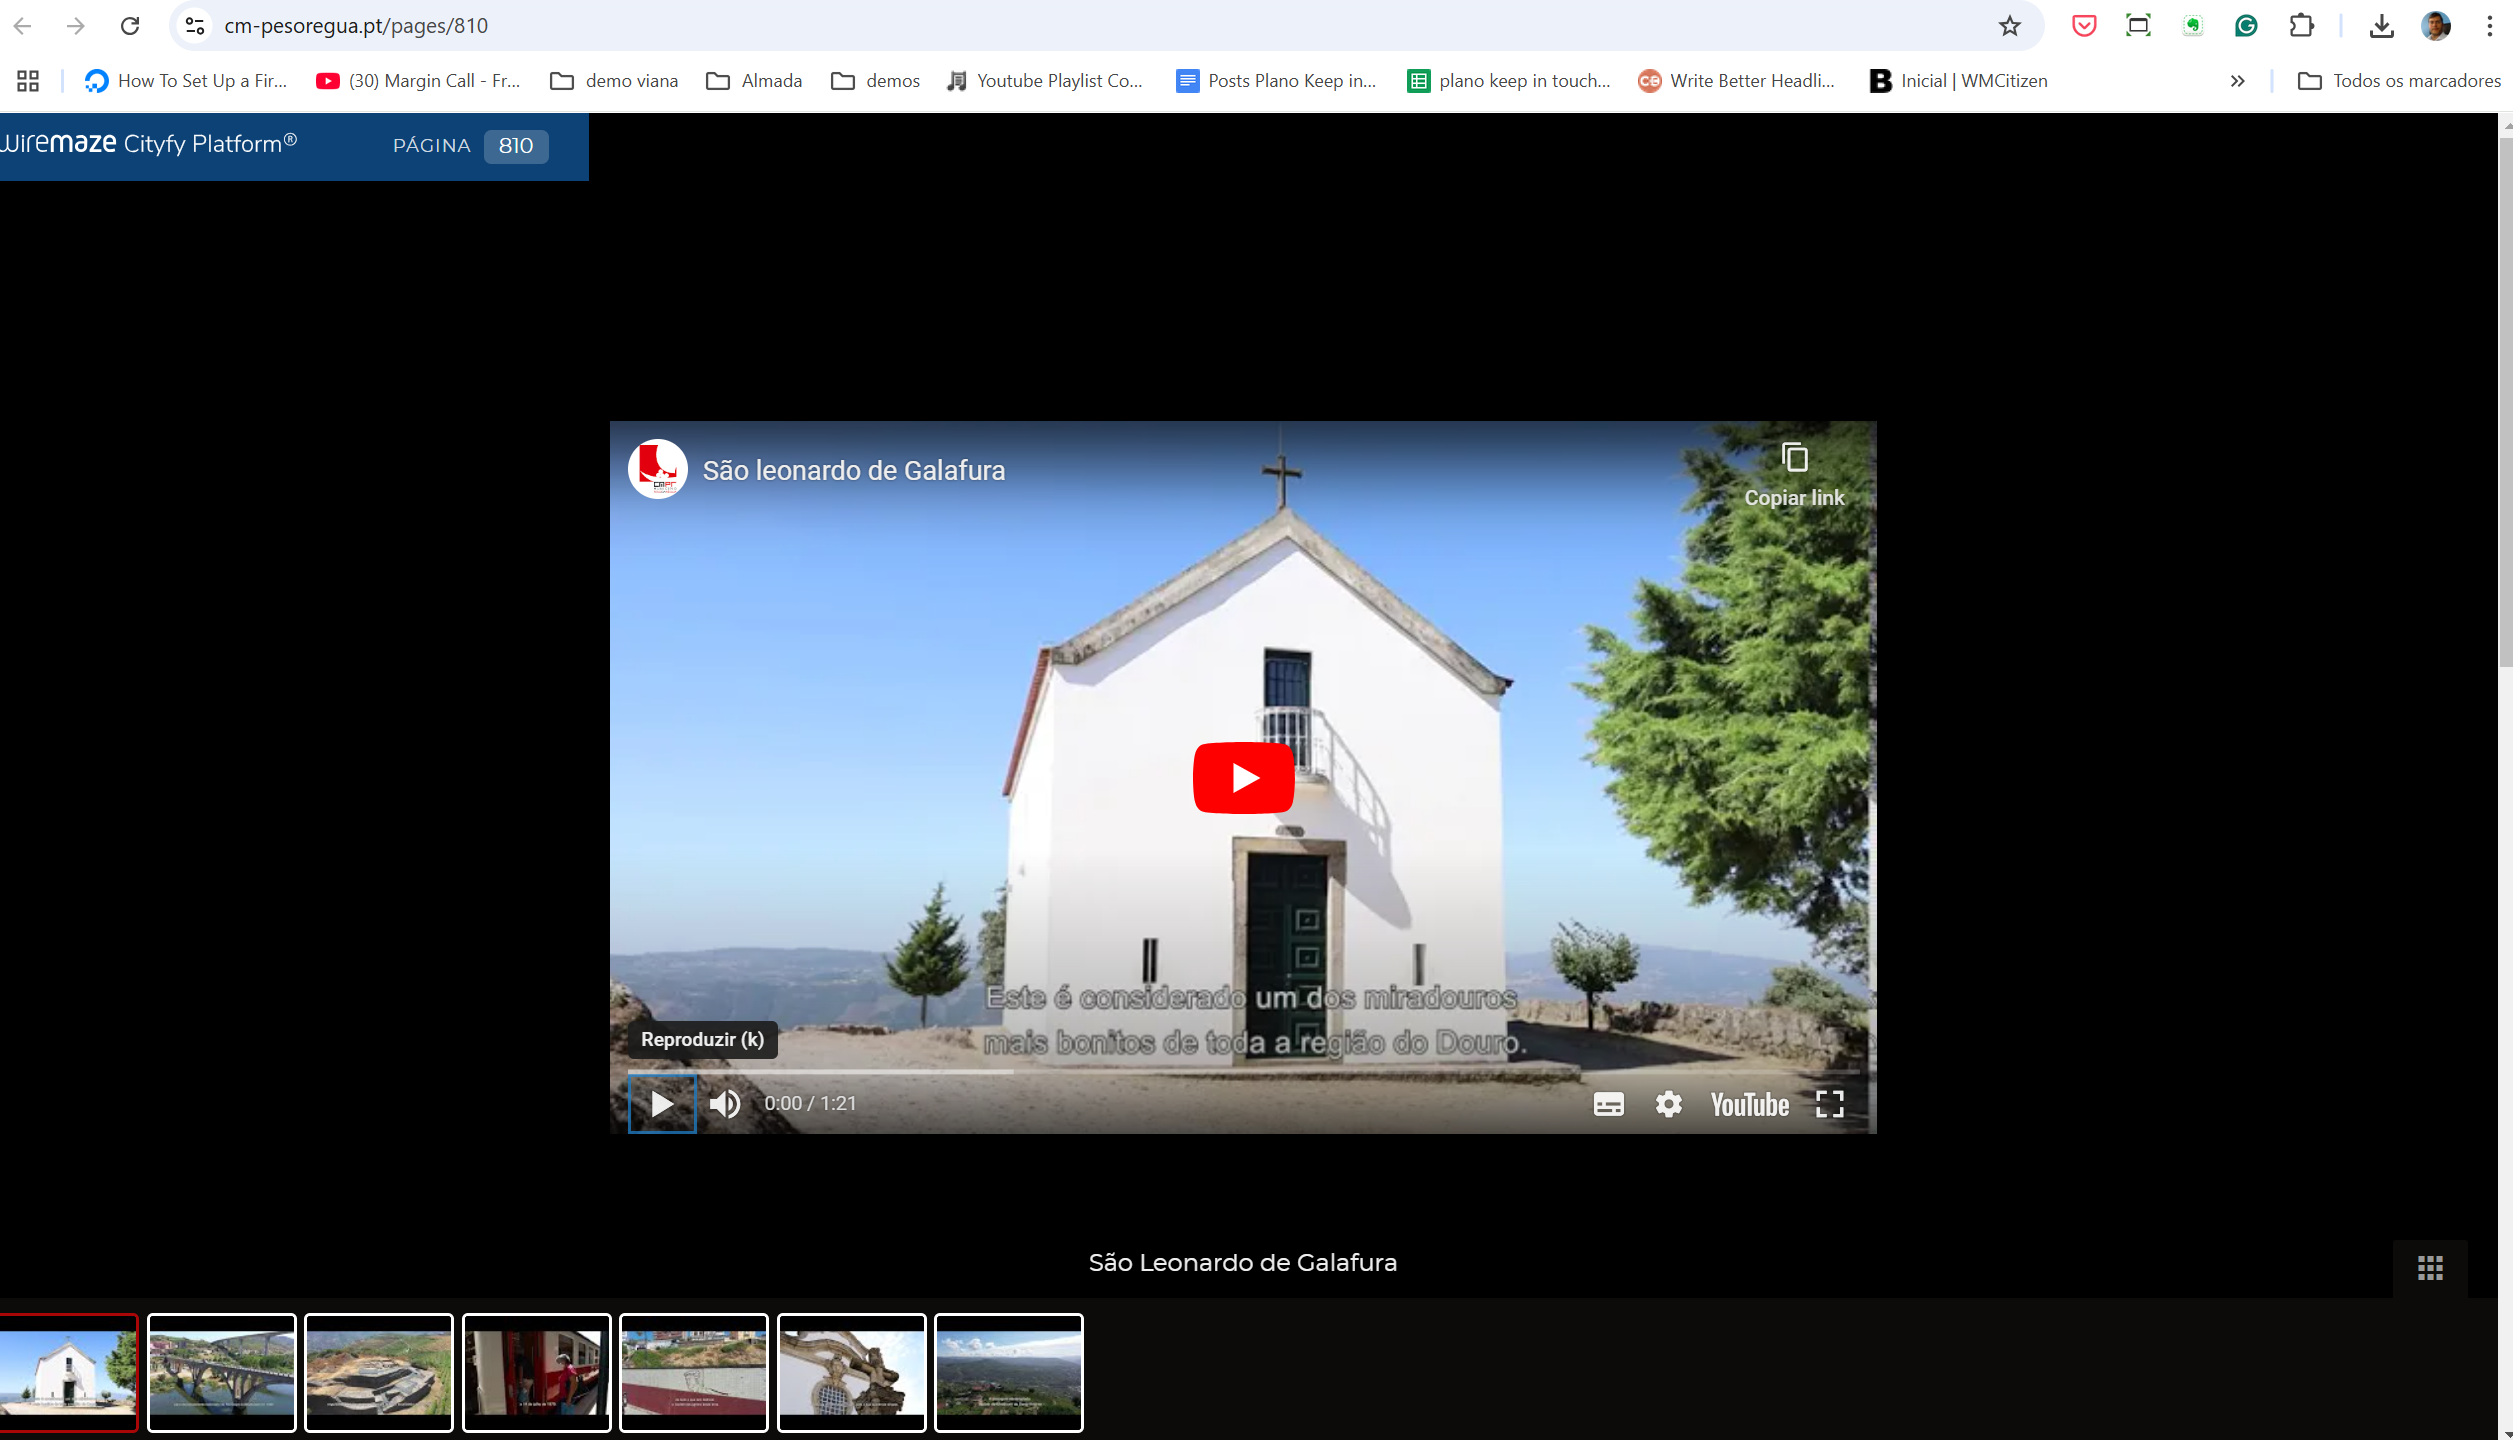 cm-pesoregua.pt/pages/810
How To Set Up a Fir...
(30) Margin Call - Fr...
demo viana
Almada
demos
Youtube Playlist Co...
Posts Plano Keep in...
plano keep in touch...
Write Better Headli...
B Inicial | WMCitizen
Todos os marcadores
wiremaze Cityfy Platform®
PÁGINA 810
São leonardo de Galafura
Copiar link
Este é considerado um dos miradouros
mais bonitos de toda a região do Douro.
Reproduzir (k)
0:00 / 1:21
YouTube
São Leonardo de Galafura